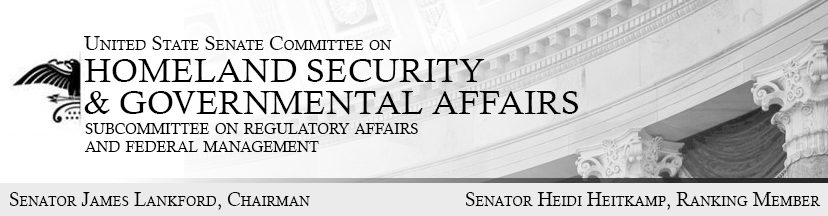 United State Senate Committee on
Homeland Security
& Governmental Affairs
Subcommittee on Regulatory Affairs
and Federal Management
Senator James Lankford, Chairman
Senator Heidi Heitkamp, Ranking Member